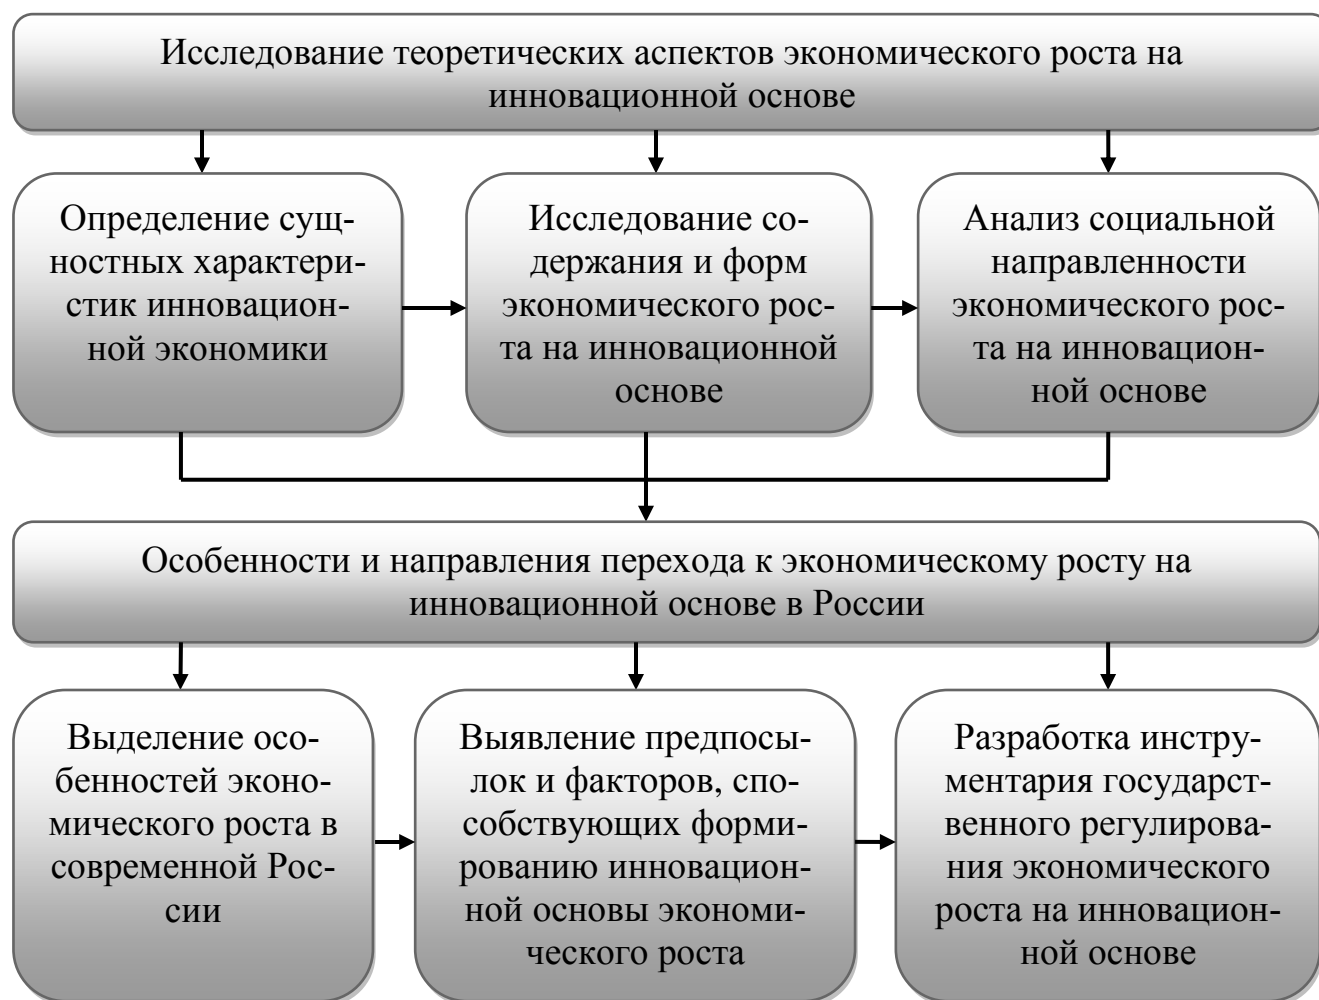 Исследование теоретических аспектов экономического роста на
инновационной основе
Определение сущ-
ностных характери-
стик инновацион-
ной экономики
Исследование со-
держания и форм
экономического рос-
та на инновационной
основе
Анализ социальной
направленности
экономического рос-
та на инновацион-
ной основе
Особенности и направления перехода к экономическому росту на
инновационной основе в России
Выделение осо-
бенностей эконо-
мического роста в
современной Рос-
сии
Выявление предпосы-
лок и факторов, спо-
собствующих форми-
рованию инновацион-
ной основы экономи-
ческого роста
Разработка инстру-
ментария государст-
венного регулирова-
ния экономического
роста на инновацион-
ной основе